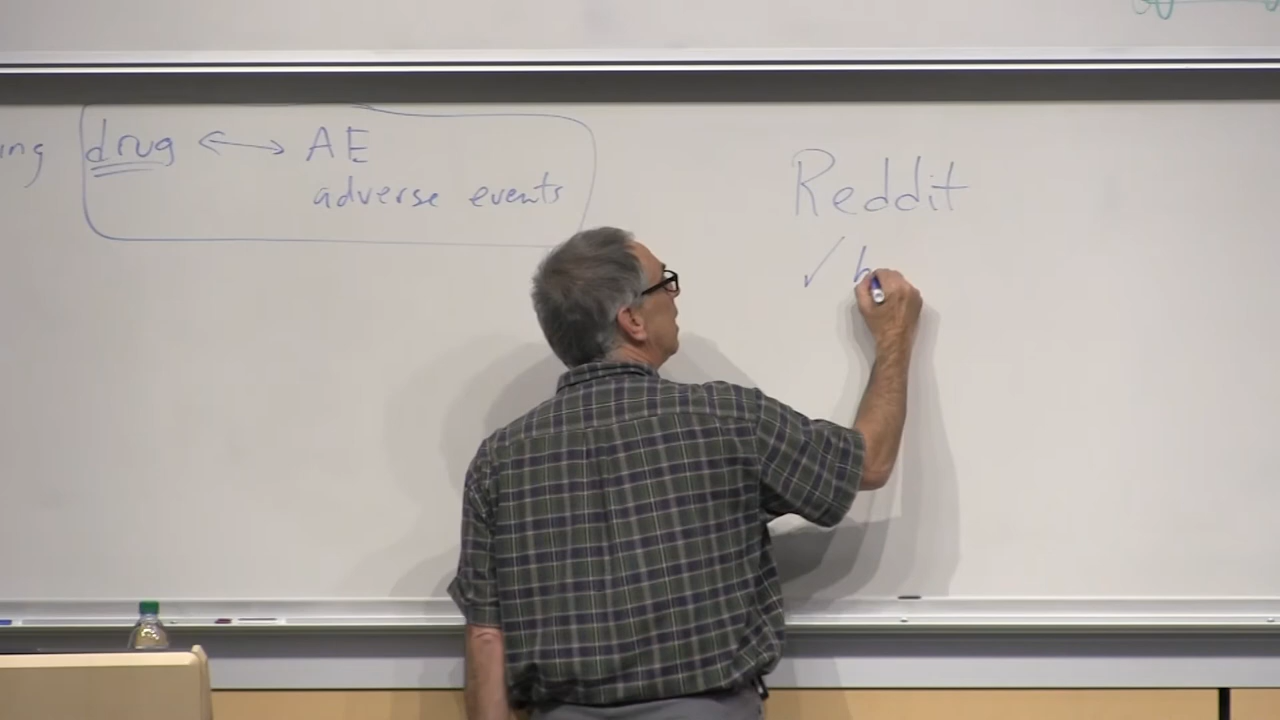 drug ⟷ AE
adverse events
Reddit
✓ h